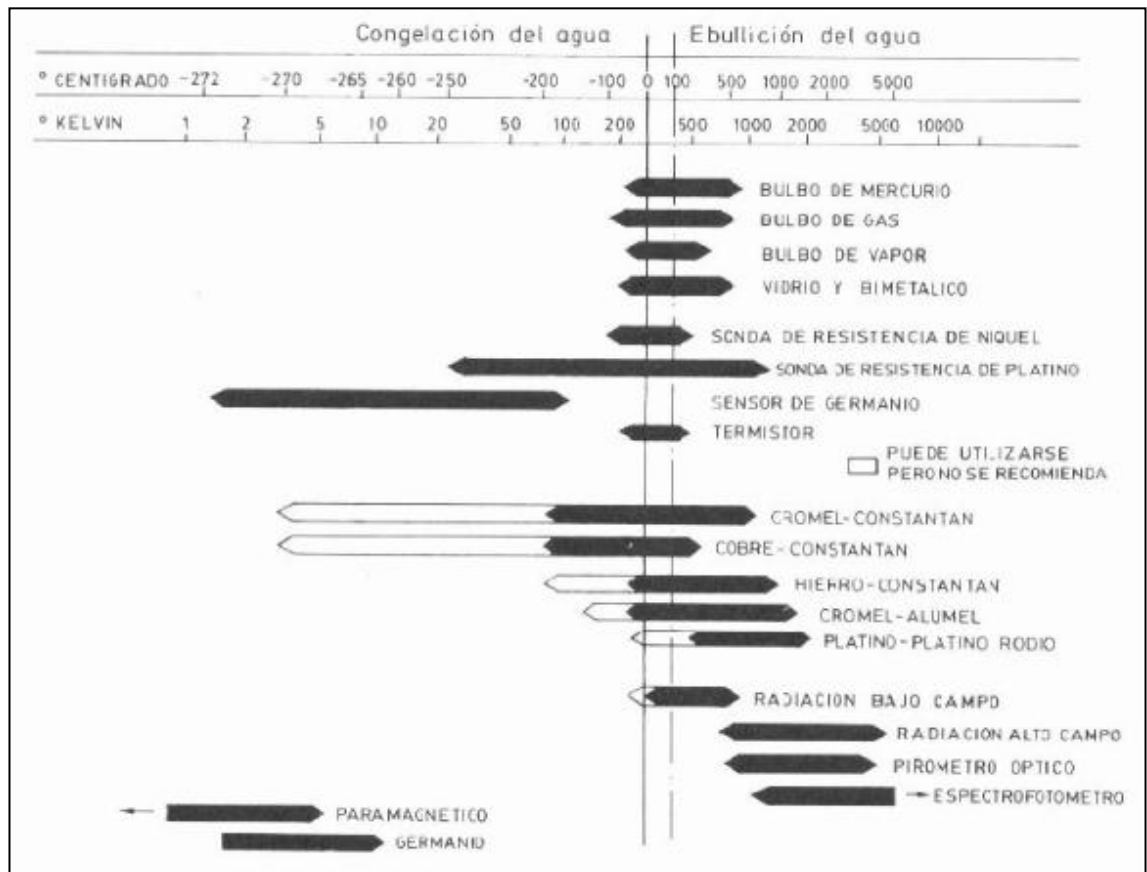 Congelación del agua Ebullición del agua
° CENTIGRADO -272 -270 -265 -260 -250 -200 -100 0 100 500 1000 2000 5000
° KELVIN 1 2 5 10 20 50 100 200 500 1000 2000 5000 10000
BULBO DE MERCURIO
BULBO DE GAS
BULBO DE VAPOR
VIDRIO Y BIMETALICO
SONDA DE RESISTENCIA DE NIQUEL
SONDA DE RESISTENCIA DE PLATINO
SENSOR DE GERMANIO
TERMISTOR
PUEDE UTILIZARSE
PERO NO SE RECOMIENDA
CROMEL-CONSTANTAN
COBRE-CONSTANTAN
HIERRO-CONSTANTAN
CROMEL-ALUMEL
PLATINO-PLATINO RODIO
RADIACION BAJO CAMPO
RADIACION ALTO CAMPO
PIROMETRO OPTICO
ESPECTROFOTOMETRO
PARAMAGNETICO
GERMANIO